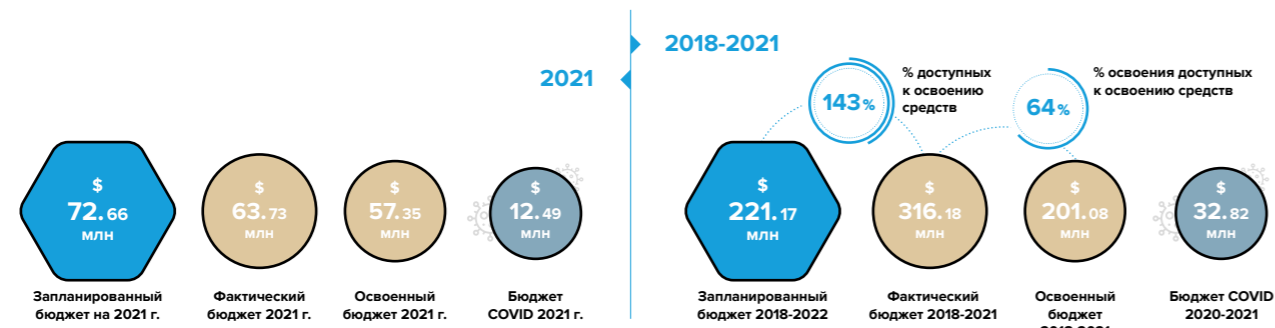 2021
$
72.66
млн
Запланированный
бюджет на 2021 г.
$
63.73
млн
Фактический
бюджет 2021 г.
$
57.35
млн
Освоенный
бюджет 2021 г.
$
12.49
млн
Бюджет
COVID 2021 г.
2018-2021
143%
% доступных
к освоению
средств
64%
% освоения доступных
к освоению средств
$
221.17
млн
Запланированный
бюджет 2018-2022
$
316.18
млн
Фактический
бюджет 2018-2021
$
201.08
млн
Освоенный
бюджет
2018-2021
$
32.82
млн
Бюджет COVID
2020-2021